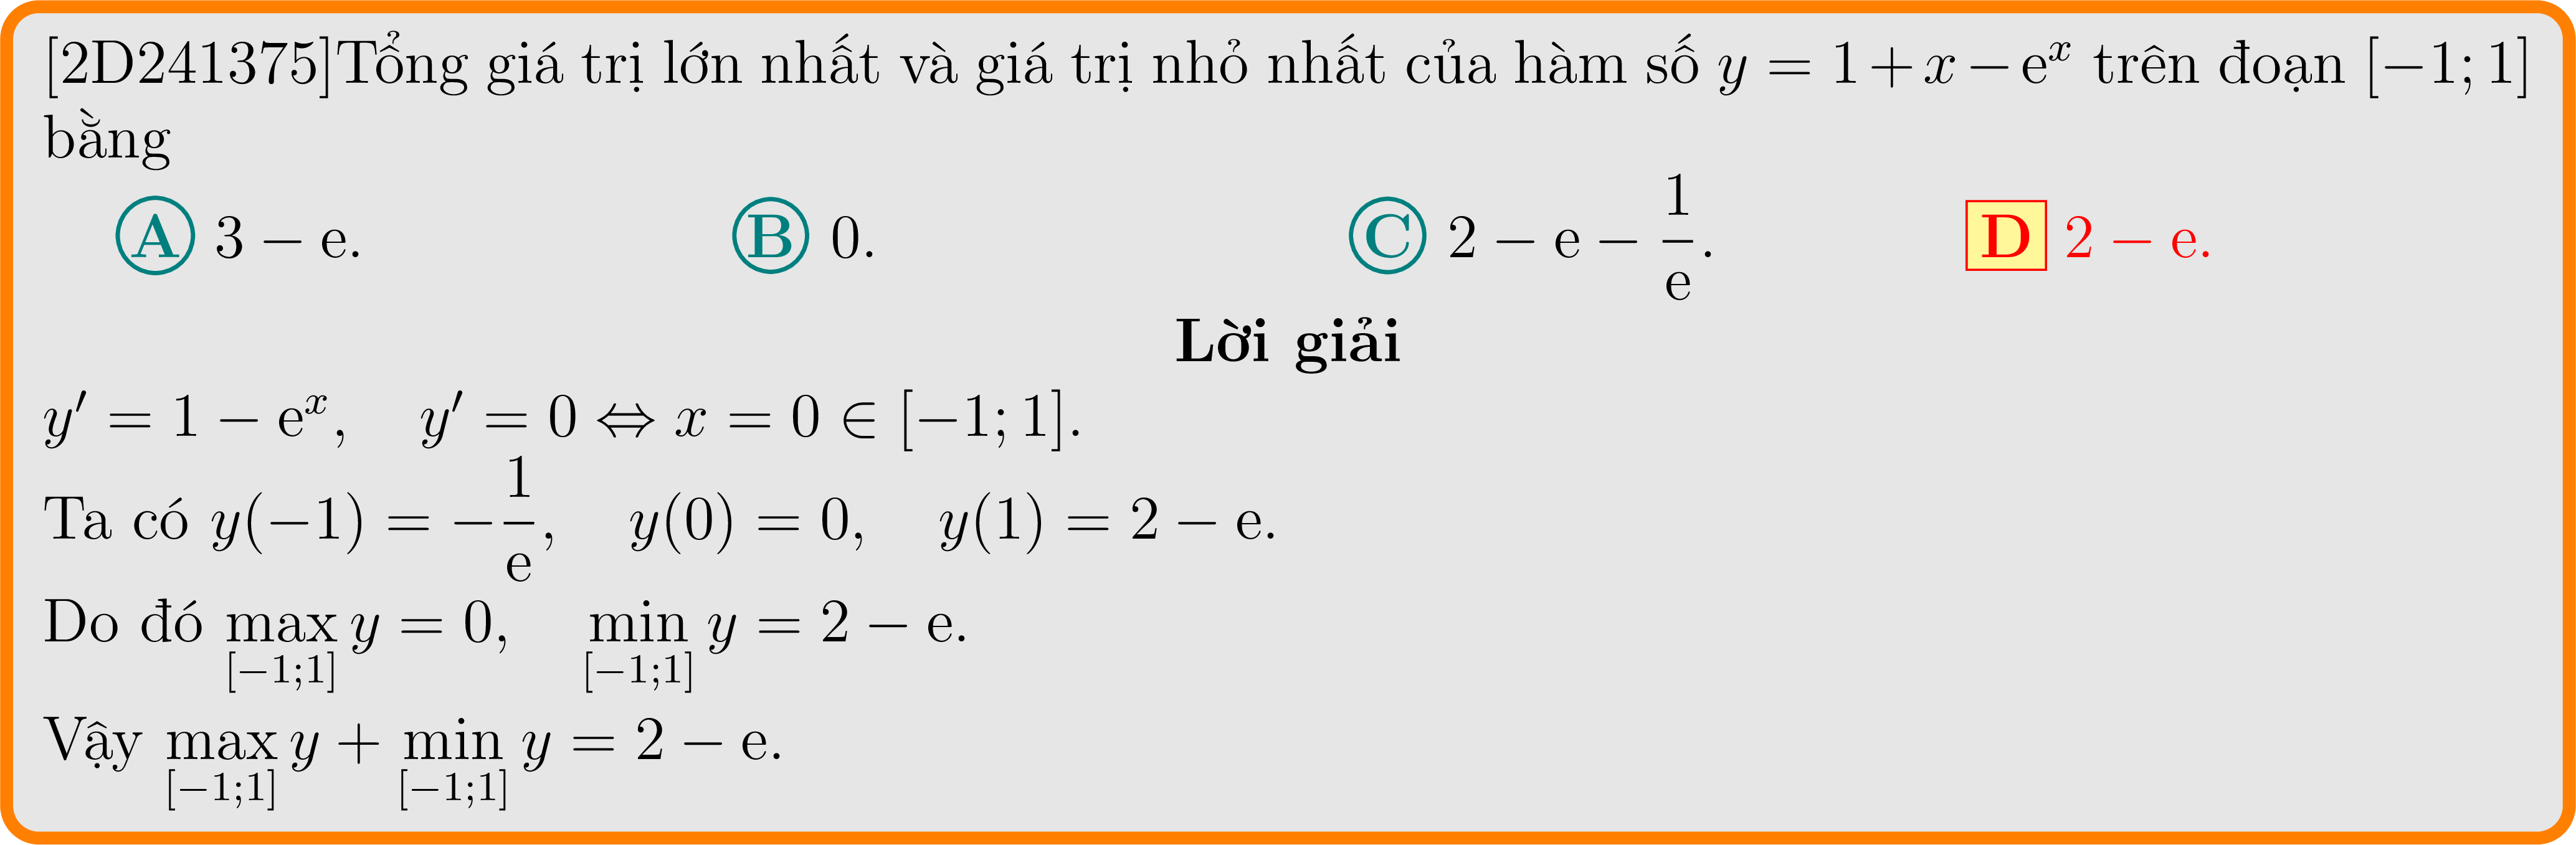 [2D241375]Tổng giá trị lớn nhất và giá trị nhỏ nhất của hàm số $y = 1 + x - \mathrm{e}^x$ trên đoạn $[-1; 1]$
bằng
A 3 − e. B 0. C $2 - \mathrm{e} - \dfrac{1}{\mathrm{e}}$. D 2 − e.
Lời giải
$y' = 1 - \mathrm{e}^x, \quad y' = 0 \Leftrightarrow x = 0 \in [-1; 1].$
Ta có $y(-1) = -\dfrac{1}{\mathrm{e}}, \quad y(0) = 0, \quad y(1) = 2 - \mathrm{e}.$
Do đó $\max\limits_{[-1;1]} y = 0, \quad \min\limits_{[-1;1]} y = 2 - \mathrm{e}.$
Vậy $\max\limits_{[-1;1]} y + \min\limits_{[-1;1]} y = 2 - \mathrm{e}.$